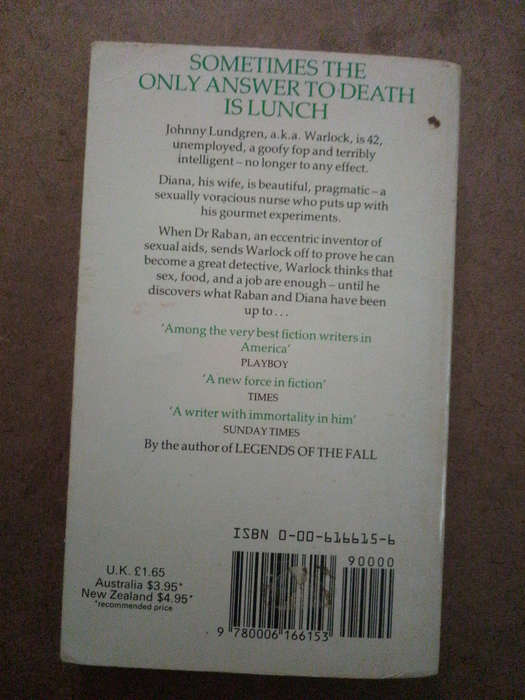 SOMETIMES THE
ONLY ANSWER TO DEATH
IS LUNCH
Johnny Lundgren, a.k.a. Warlock, is 42,
unemployed, a goofy fop and terribly
intelligent – no longer to any effect.
Diana, his wife, is beautiful, pragmatic – a
sexually voracious nurse who puts up with
his gourmet experiments.
When Dr Raban, an eccentric inventor of
sexual aids, sends Warlock off to prove he can
become a great detective, Warlock thinks that
sex, food, and a job are enough – until he
discovers what Raban and Diana have been
up to . . .
'Among the very best fiction writers in
America'
PLAYBOY
'A new force in fiction'
TIMES
'A writer with immortality in him'
SUNDAY TIMES
By the author of LEGENDS OF THE FALL
ISBN 0-00-616615-6
90000
U.K. £1.65
Australia $3.95*
New Zealand $4.95*
*recommended price
9 780006 166153